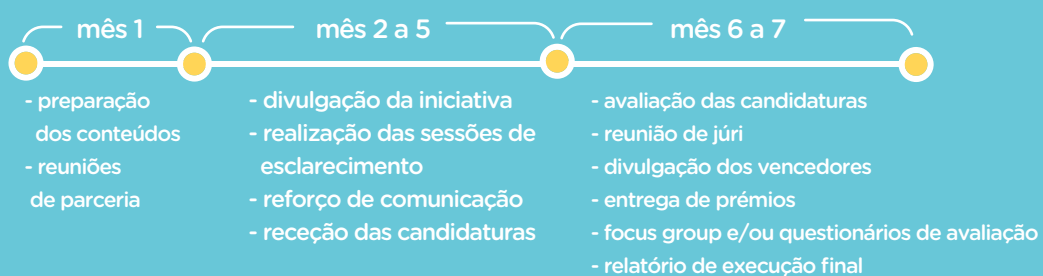 mês 1
- preparação
dos conteúdos
- reuniões
de parceria
mês 2 a 5
- divulgação da iniciativa
- realização das sessões de
esclarecimento
- reforço de comunicação
- receção das candidaturas
mês 6 a 7
- avaliação das candidaturas
- reunião de júri
- divulgação dos vencedores
- entrega de prémios
- focus group e/ou questionários de avaliação
- relatório de execução final